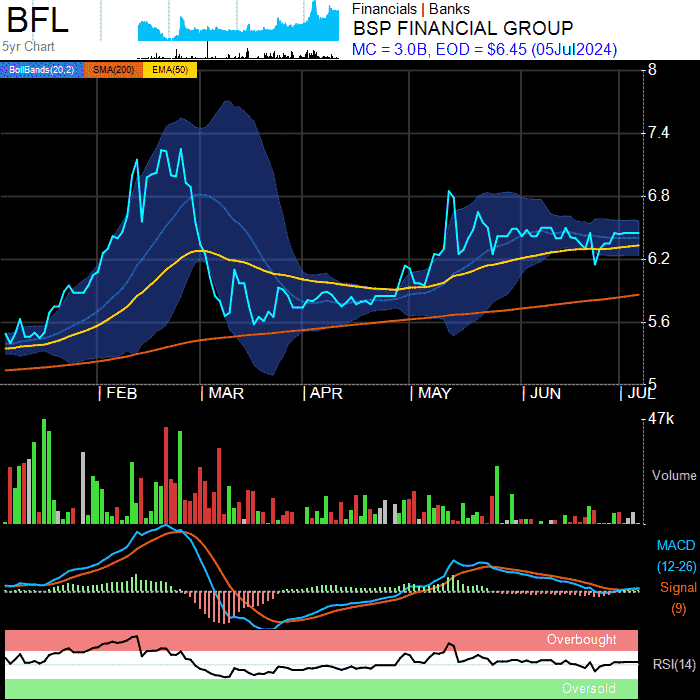 BFL
5yr Chart
Financials | Banks
BSP FINANCIAL GROUP
MC = 3.0B, EOD = $6.45 (05Jul2024)
BollBands(20,2) SMA(200) EMA(50)
8
7.4
6.8
6.2
5.6
5
FEB MAR APR MAY JUN JUL
47k
Volume
MACD
(12-26)
Signal
(9)
Overbought
RSI(14)
Oversold